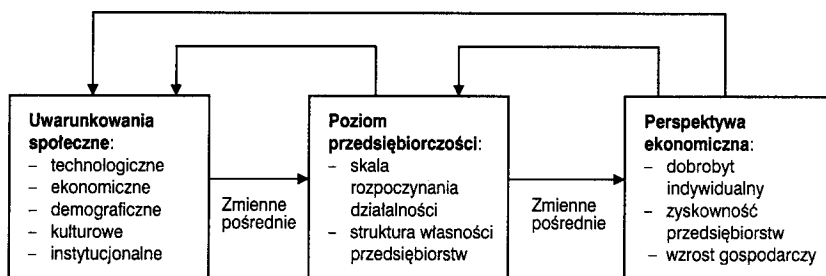 Uwarunkowania
społeczne:
– technologiczne
– ekonomiczne
– demograficzne
– kulturowe
– instytucjonalne
Zmienne
pośrednie
Poziom
przedsiębiorczości:
– skala
rozpoczynania
działalności
– struktura własności
przedsiębiorstw
Zmienne
pośrednie
Perspektywa
ekonomiczna:
– dobrobyt
indywidualny
– zyskowność
przedsiębiorstw
– wzrost gospodarczy